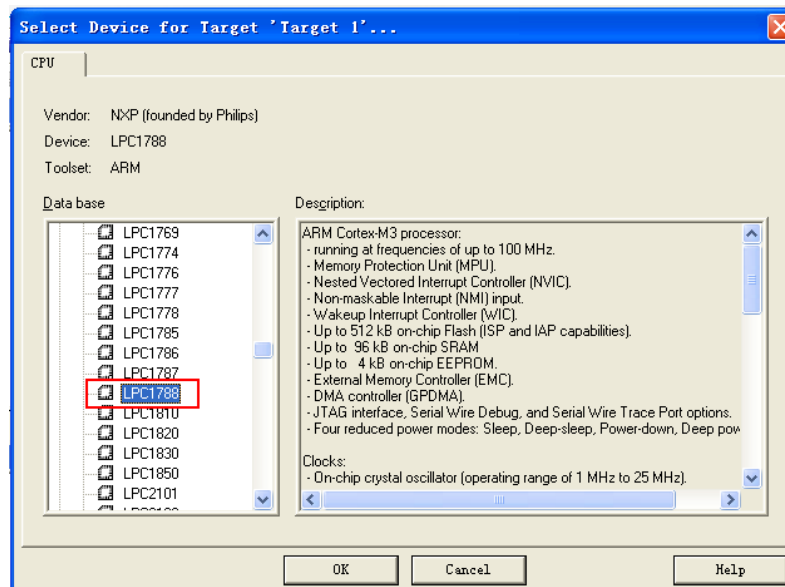 Select Device for Target 'Target 1'...
CPU
Vendor: NXP (founded by Philips)
Device: LPC1788
Toolset: ARM
Data base
LPC1769
LPC1774
LPC1776
LPC1777
LPC1778
LPC1785
LPC1786
LPC1787
LPC1788
LPC1810
LPC1820
LPC1830
LPC1850
LPC2101
Description:
ARM Cortex-M3 processor:
- running at frequencies of up to 100 MHz.
- Memory Protection Unit (MPU).
- Nested Vectored Interrupt Controller (NVIC).
- Non-maskable Interrupt (NMI) input.
- Wakeup Interrupt Controller (WIC).
- Up to 512 kB on-chip Flash (ISP and IAP capabilities).
- Up to 96 kB on-chip SRAM
- Up to 4 kB on-chip EEPROM.
- External Memory Controller (EMC).
- DMA controller (GPDMA).
- JTAG interface, Serial Wire Debug, and Serial Wire Trace Port options.
- Four reduced power modes: Sleep, Deep-sleep, Power-down, Deep pow
Clocks:
- On-chip crystal oscillator (operating range of 1 MHz to 25 MHz).
OK
Cancel
Help